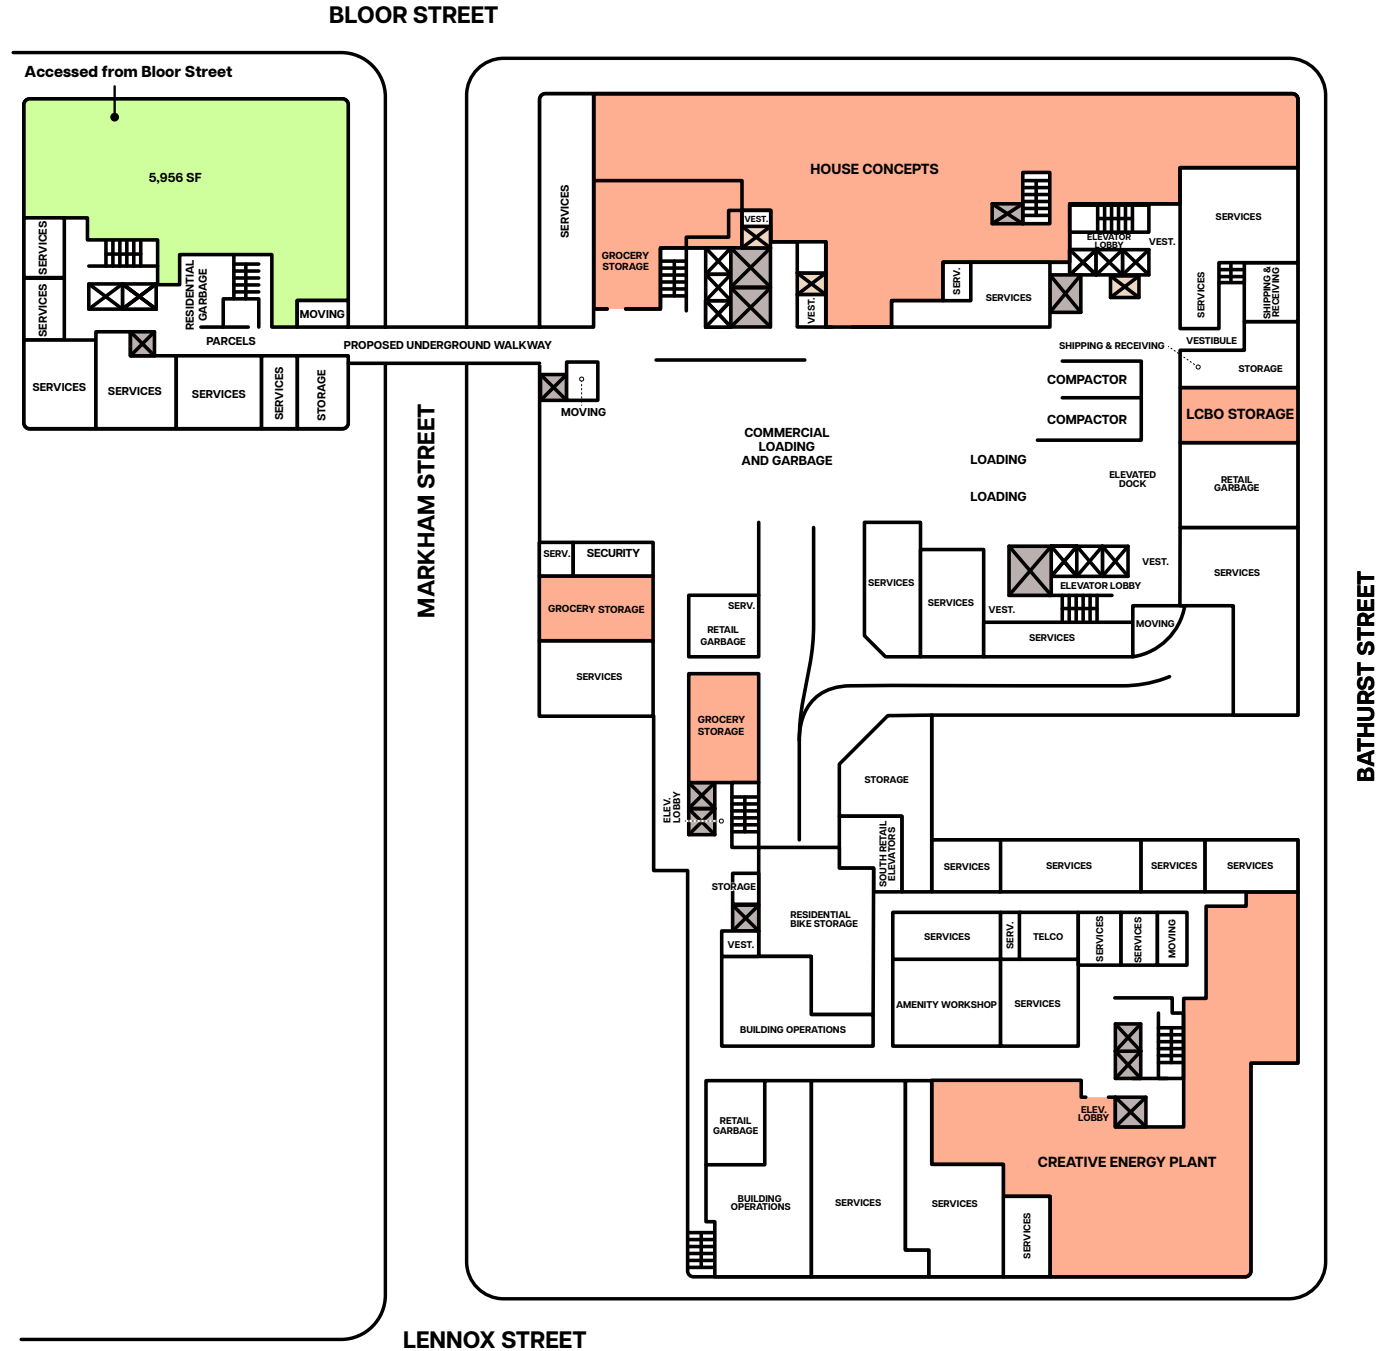 BLOOR STREET
Accessed from Bloor Street
5,956 SF
SERVICES
SERVICES
RESIDENTIAL
GARBAGE
MOVING
PARCELS
PROPOSED UNDERGROUND WALKWAY
SERVICES
SERVICES
SERVICES
SERVICES
STORAGE
MARKHAM STREET
SERVICES
HOUSE CONCEPTS
GROCERY
STORAGE
VEST.
VEST.
SERV.
SERVICES
ELEVATOR
LOBBY
VEST.
SERVICES
SERVICES
SHIPPING &
RECEIVING
VESTIBULE
SHIPPING & RECEIVING
STORAGE
MOVING
COMPACTOR
COMPACTOR
LCBO STORAGE
COMMERCIAL
LOADING
AND GARBAGE
LOADING
LOADING
ELEVATED
DOCK
RETAIL
GARBAGE
SERV.
SECURITY
GROCERY STORAGE
SERVICES
SERV.
RETAIL
GARBAGE
SERVICES
SERVICES
VEST.
ELEVATOR LOBBY
VEST.
SERVICES
MOVING
SERVICES
BATHURST STREET
GROCERY
STORAGE
ELEV.
LOBBY
STORAGE
SOUTH RETAIL
ELEVATORS
SERVICES
SERVICES
SERVICES
SERVICES
STORAGE
VEST.
RESIDENTIAL
BIKE STORAGE
BUILDING OPERATIONS
SERVICES
SERV.
TELCO
SERVICES
SERVICES
MOVING
AMENITY WORKSHOP
SERVICES
ELEV.
LOBBY
CREATIVE ENERGY PLANT
RETAIL
GARBAGE
BUILDING
OPERATIONS
SERVICES
SERVICES
SERVICES
LENNOX STREET